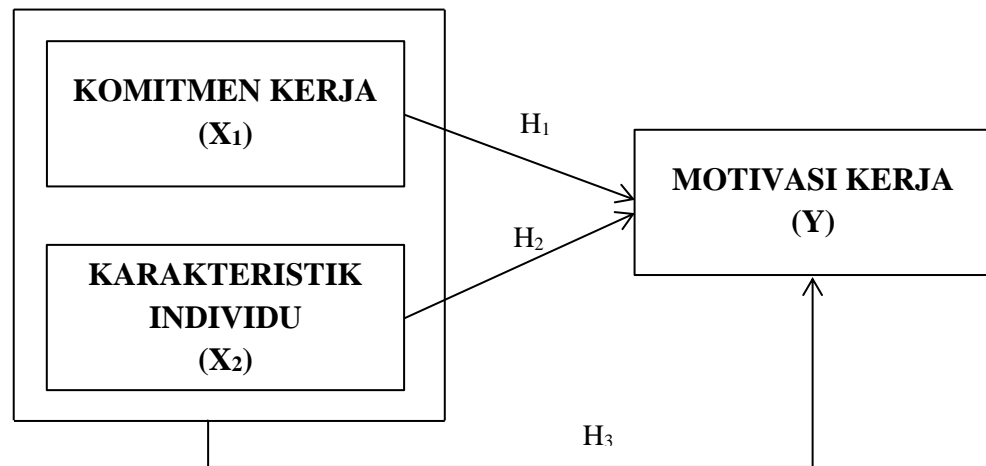 KOMITMEN KERJA
(X₁)
H₁
MOTIVASI KERJA
(Y)
H₂
KARAKTERISTIK
INDIVIDU
(X₂)
H₃